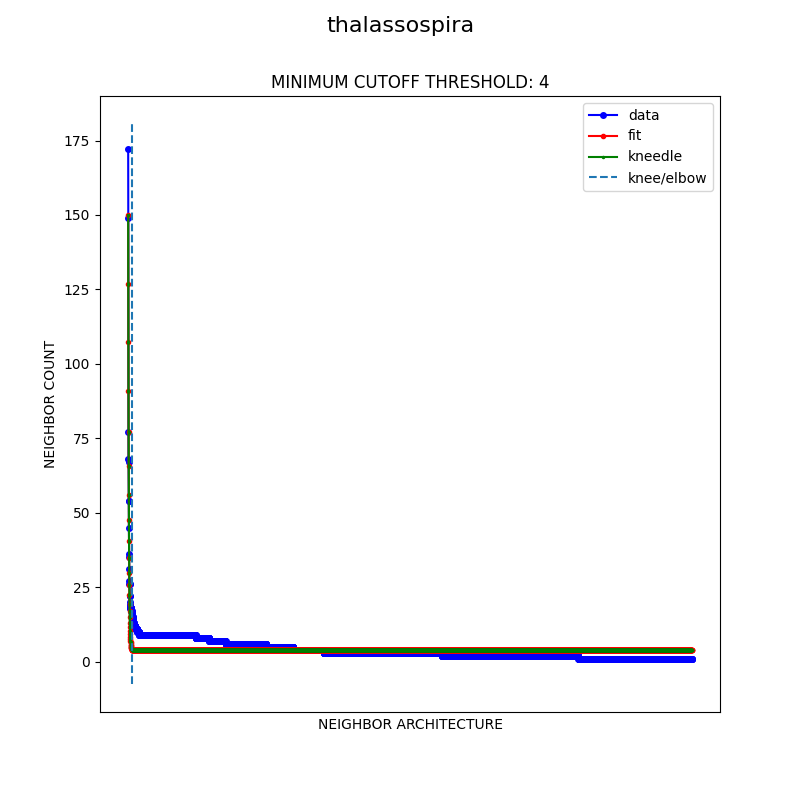 thalassospira
MINIMUM CUTOFF THRESHOLD: 4
data
fit
kneedle
knee/elbow
175
150
125
100
75
50
25
0
NEIGHBOR COUNT
NEIGHBOR ARCHITECTURE